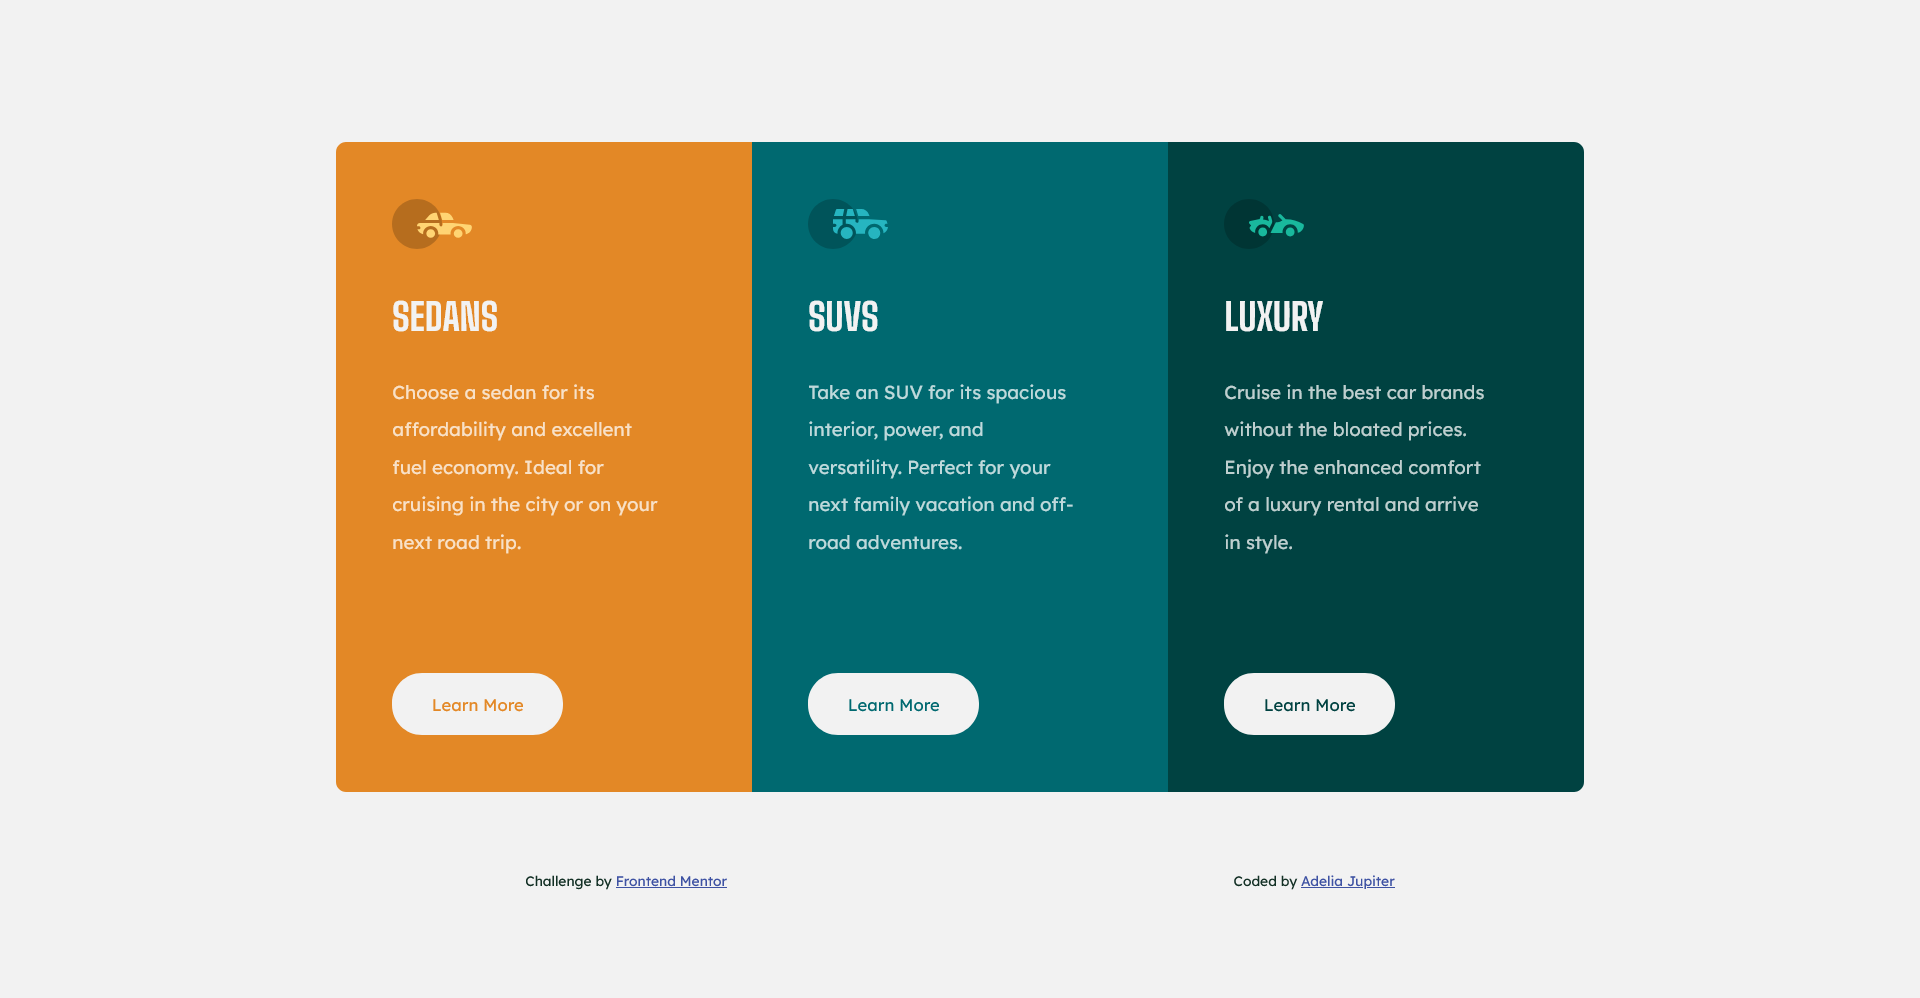 SEDANS
Choose a sedan for its
affordability and excellent
fuel economy. Ideal for
cruising in the city or on your
next road trip.
Learn More
SUVS
Take an SUV for its spacious
interior, power, and
versatility. Perfect for your
next family vacation and off-
road adventures.
Learn More
LUXURY
Cruise in the best car brands
without the bloated prices.
Enjoy the enhanced comfort
of a luxury rental and arrive
in style.
Learn More
Challenge by Frontend Mentor
Coded by Adelia Jupiter